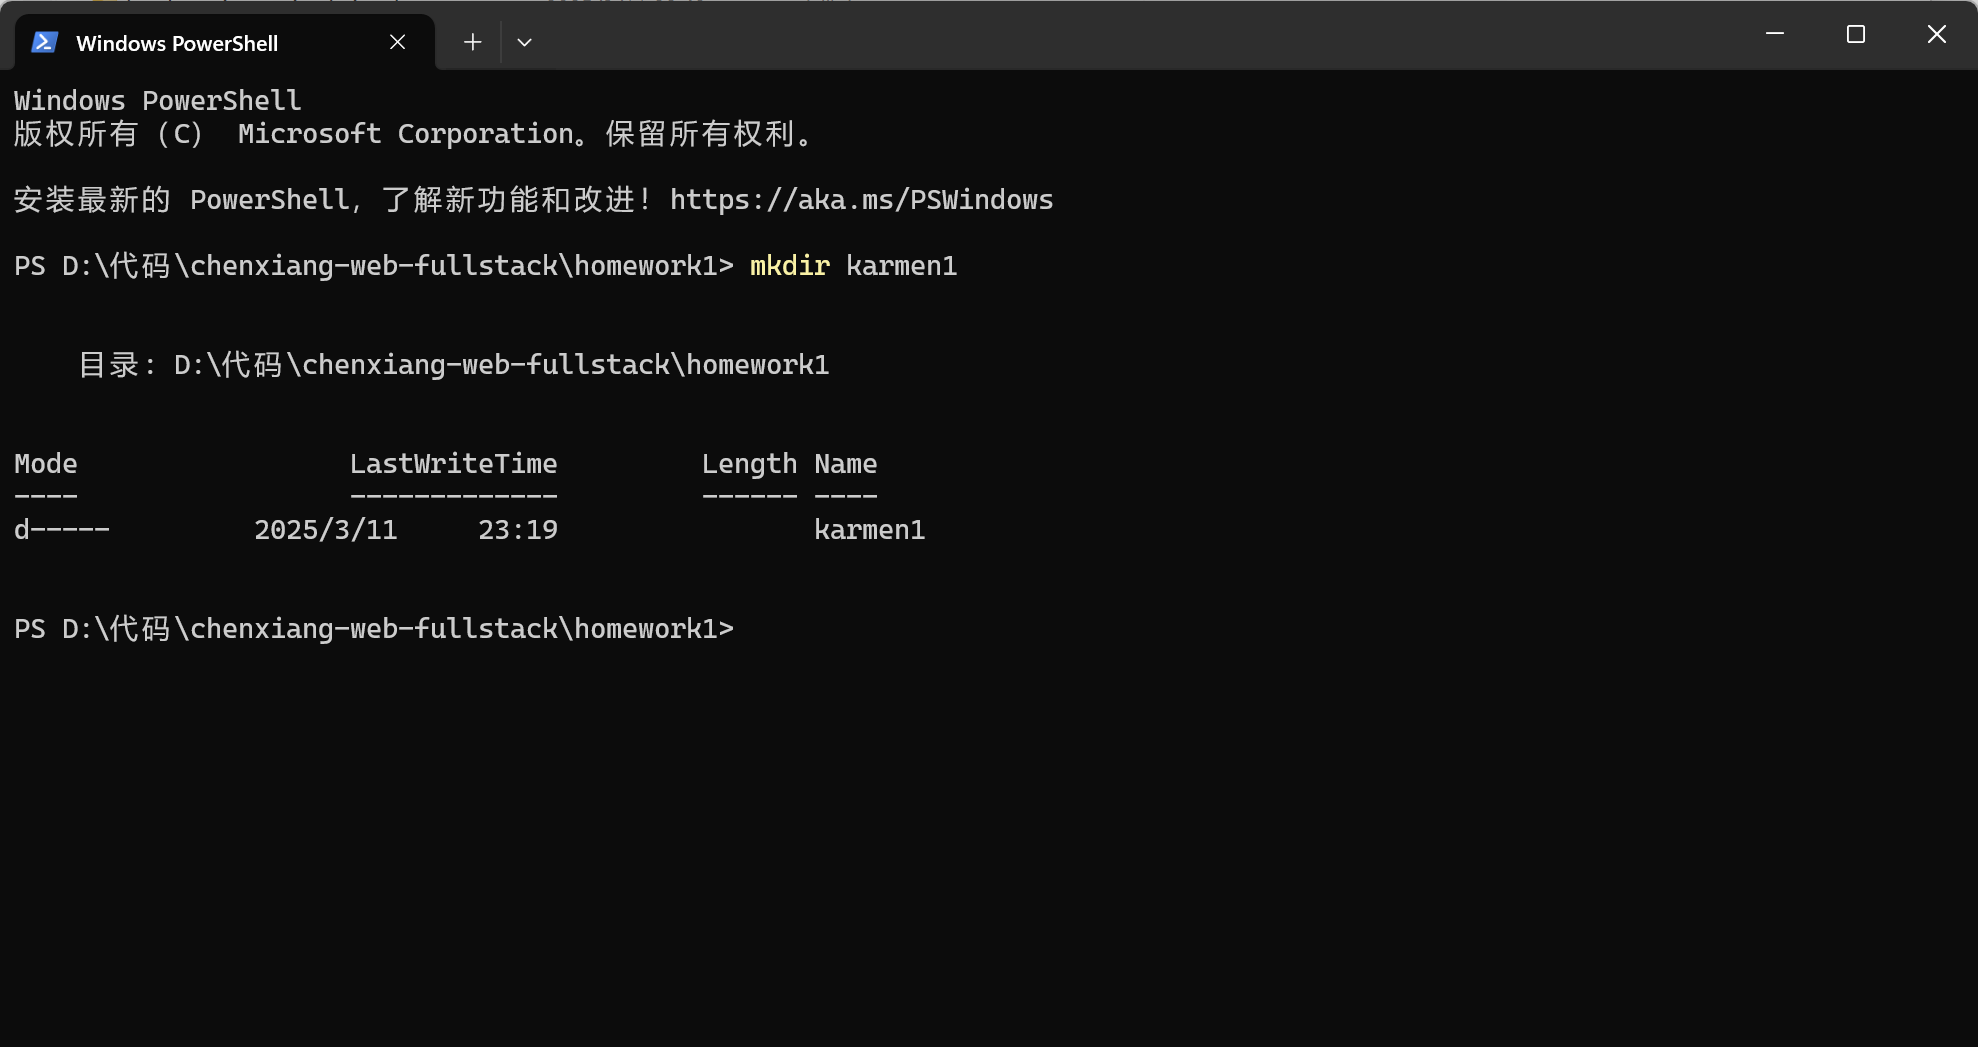 Windows PowerShell
Windows PowerShell
版权所有（C） Microsoft Corporation。保留所有权利。
安装最新的 PowerShell，了解新功能和改进！https://aka.ms/PSWindows
PS D:\代码\chenxiang-web-fullstack\homework1> mkdir karmen1
目录: D:\代码\chenxiang-web-fullstack\homework1
Mode                 LastWriteTime         Length Name
----                 -------------         ------ ----
d-----         2025/3/11     23:19                karmen1
PS D:\代码\chenxiang-web-fullstack\homework1>